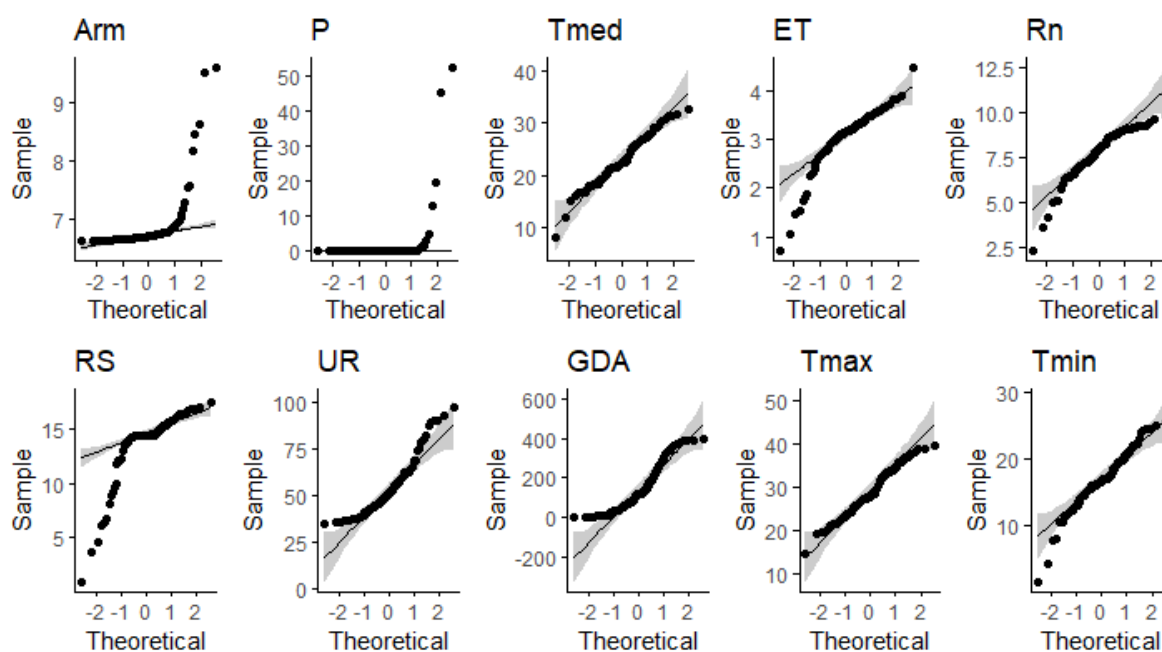 Arm P Tmed ET Rn
9 8 7 6
50 40 30 20 10 0
40 30 20 10
4 3 2 1
12.5 10.0 7.5 5.0 2.5
Sample Sample Sample Sample Sample
-2 -1 0 1 2 -2 -1 0 1 2 -2 -1 0 1 2 -2 -1 0 1 2 -2 -1 0 1 2
Theoretical Theoretical Theoretical Theoretical Theoretical
RS UR GDA Tmax Tmin
15 10 5
100 75 50 25 0
600 400 200 0 -200
50 40 30 20 10
30 20 10
Sample Sample Sample Sample Sample
-2 -1 0 1 2 -2 -1 0 1 2 -2 -1 0 1 2 -2 -1 0 1 2 -2 -1 0 1 2
Theoretical Theoretical Theoretical Theoretical Theoretical